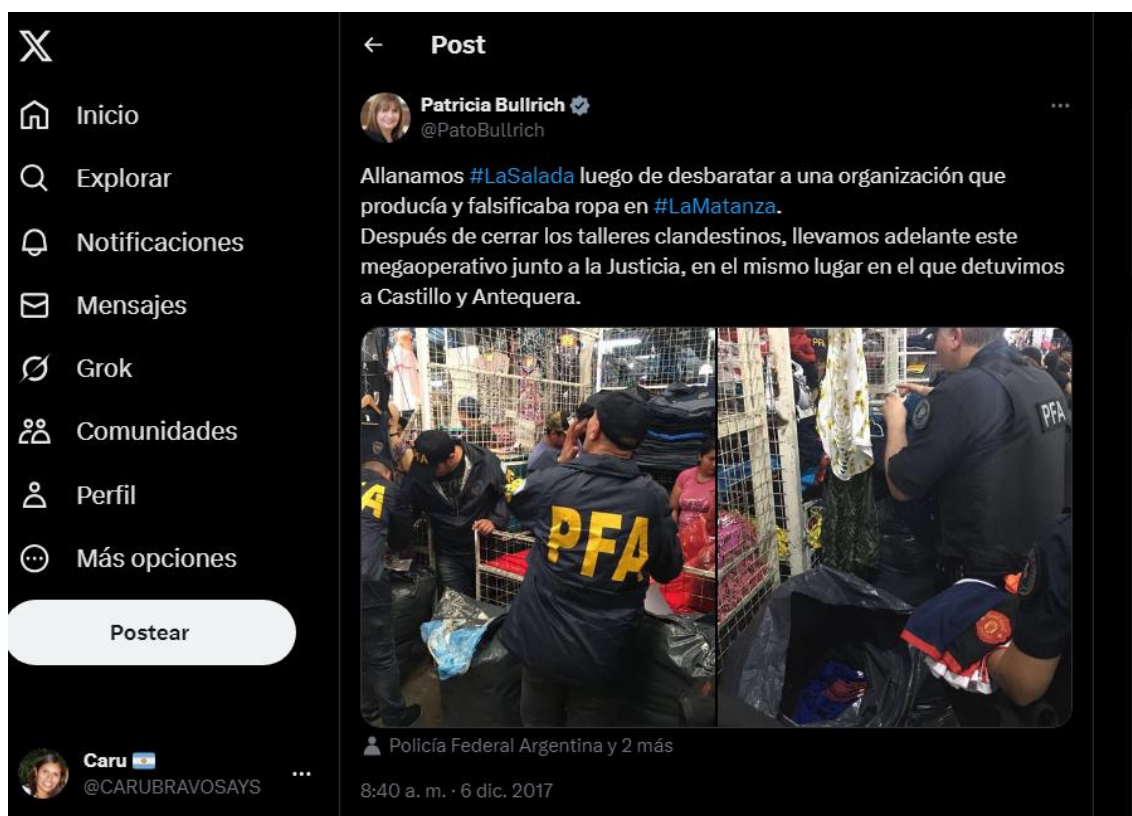 Post
Inicio
Explorar
Notificaciones
Mensajes
Grok
Comunidades
Perfil
Más opciones
Postear
Caru
@CARUBRAVOSAYS
Patricia Bullrich
@PatoBullrich
Allanamos #LaSalada luego de desbaratar a una organización que
producía y falsificaba ropa en #LaMatanza.
Después de cerrar los talleres clandestinos, llevamos adelante este
megaoperativo junto a la Justicia, en el mismo lugar en el que detuvimos
a Castillo y Antequera.
PFA
PFA
Policía Federal Argentina y 2 más
8:40 a. m. · 6 dic. 2017